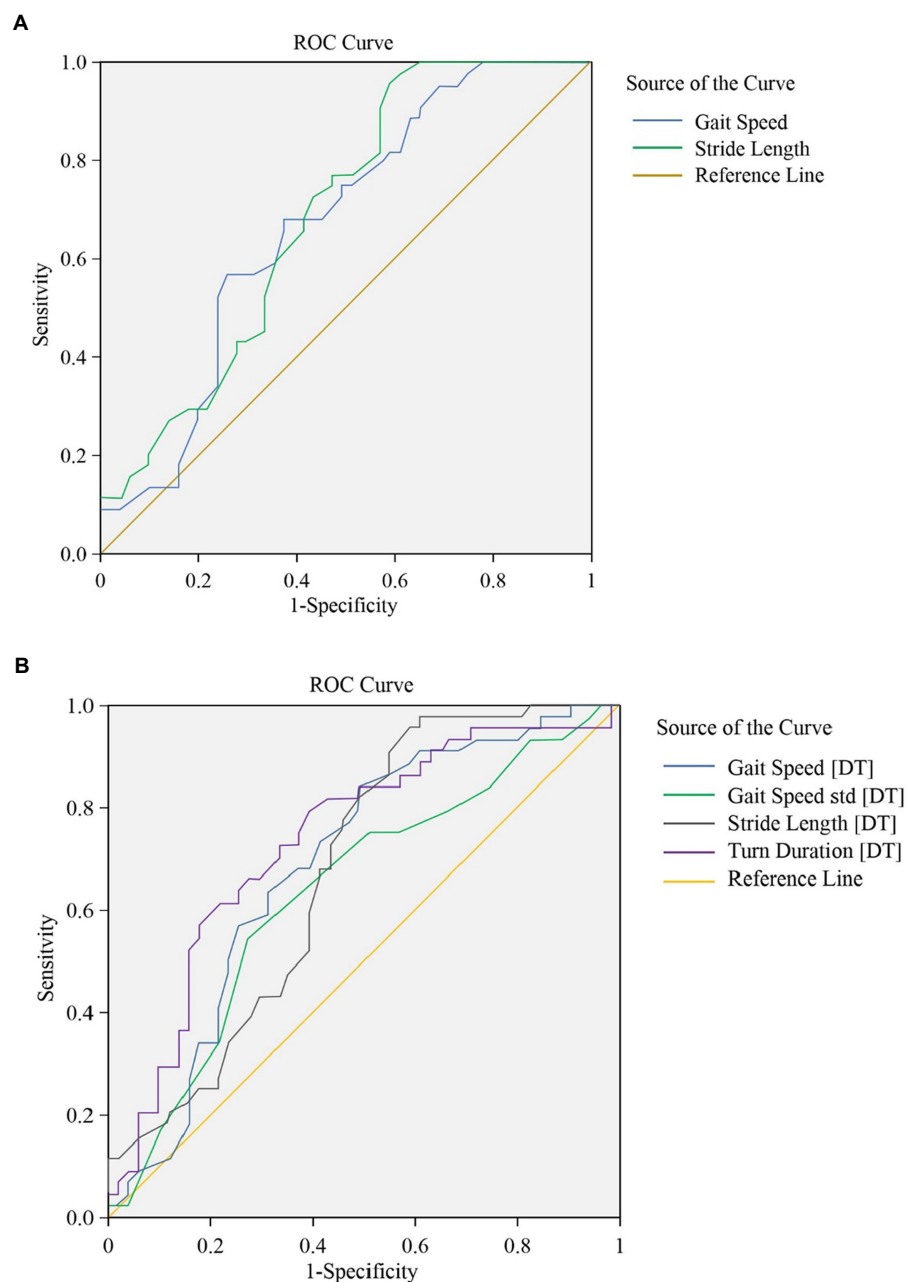 A
ROC Curve
1.0
0.8
0.6
0.4
0.2
0.0
Sensitvity
0
0.2
0.4
0.6
0.8
1
1-Specificity
Source of the Curve
Gait Speed
Stride Length
Reference Line
B
ROC Curve
1.0
0.8
0.6
0.4
0.2
0.0
Sensitvity
0
0.2
0.4
0.6
0.8
1
1-Specificity
Source of the Curve
Gait Speed [DT]
Gait Speed std [DT]
Stride Length [DT]
Turn Duration [DT]
Reference Line